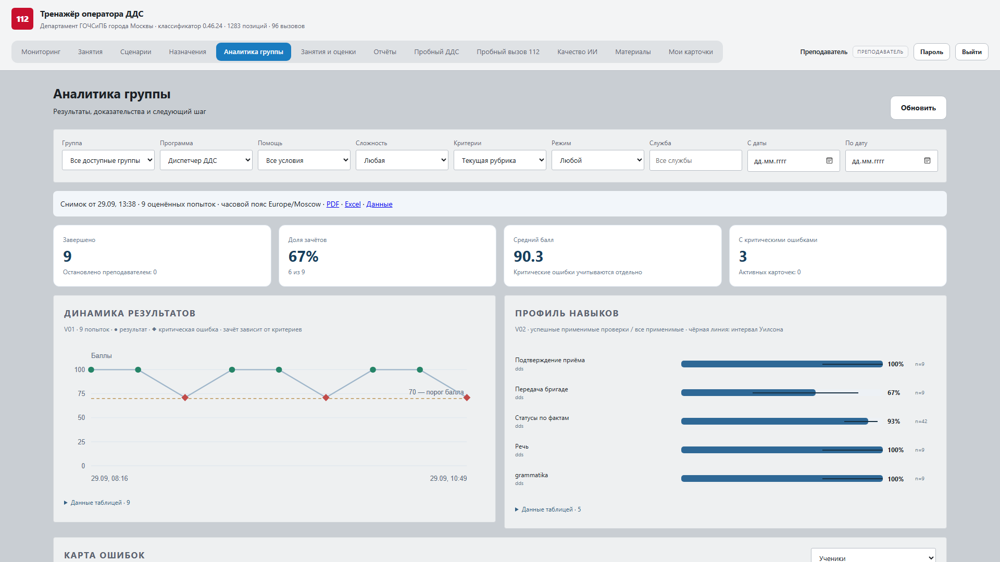 112
Тренажёр оператора ДДС
Департамент ГОЧСиПБ города Москвы · классификатор 0.46.24 · 1283 позиций · 96 вызовов
Мониторинг Занятия Сценарии Назначения Аналитика группы Занятия и оценки Отчёты Пробный ДДС Пробный вызов 112 Качество ИИ Материалы Мои карточки
Преподаватель ПРЕПОДАВАТЕЛЬ Пароль Выйти
Аналитика группы
Результаты, доказательства и следующий шаг
Обновить
Группа Программа Помощь Сложность Критерии Режим Служба С даты По дату
Все доступные группы Диспетчер ДДС Все условия Любая Текущая рубрика Любой Все службы дд.мм.гггг дд.мм.гггг
Снимок от 29.09, 13:38 · 9 оценённых попыток · часовой пояс Europe/Moscow · PDF · Excel · Данные
Завершено
9
Остановлено преподавателем: 0
Доля зачётов
67%
6 из 9
Средний балл
90.3
Критические ошибки учитываются отдельно
С критическими ошибками
3
Активных карточек: 0
ДИНАМИКА РЕЗУЛЬТАТОВ
V01 · 9 попыток · ● результат · ◆ критическая ошибка · зачёт зависит от критериев
Баллы
100
75
70 — порог балла
50
25
0
29.09, 08:16 29.09, 10:49
▶ Данные таблицей · 9
ПРОФИЛЬ НАВЫКОВ
V02 · успешные применимые проверки / все применимые · чёрная линия: интервал Уилсона
Подтверждение приёма
dds
100% n=9
Передача бригаде
dds
67% n=9
Статусы по фактам
dds
93% n=42
Речь
dds
100% n=9
grammatika
dds
100% n=9
▶ Данные таблицей · 5
КАРТА ОШИБОК
Ученики